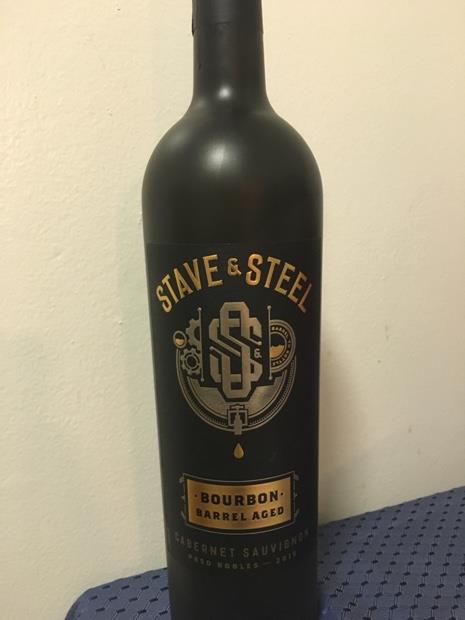 STAVE & STEEL
S&S
·BOURBON·
BARREL AGED
CABERNET SAUVIGNON
PASO ROBLES —